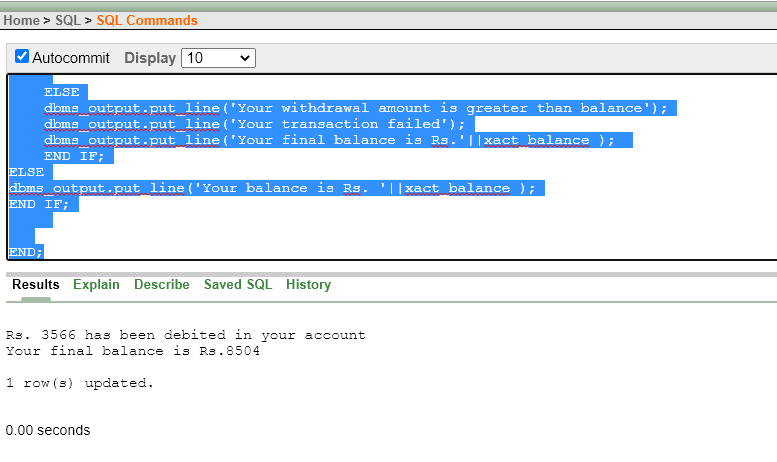 Home > SQL > SQL Commands
Autocommit Display 10
ELSE
dbms_output.put_line('Your withdrawal amount is greater than balance');
dbms_output.put_line('Your transaction failed');
dbms_output.put_line('Your final balance is Rs.'||xact_balance );
END IF;
ELSE
dbms_output.put_line('Your balance is Rs. '||xact_balance );
END IF;
END;
Results Explain Describe Saved SQL History
Rs. 3566 has been debited in your account
Your final balance is Rs.8504
1 row(s) updated.
0.00 seconds